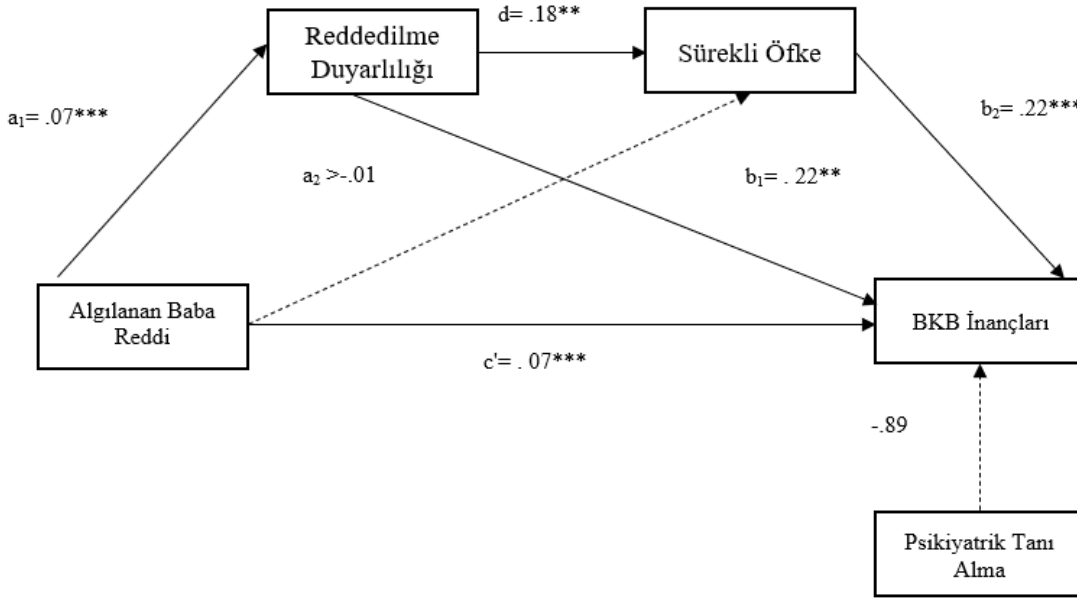 d= .18**
Reddedilme
Duyarlılığı
Sürekli Öfke
a₁= .07***
b₂= .22***
a₂ >-.01
b₁= . 22**
Algılanan Baba
Reddi
BKB İnançları
c'= . 07***
-.89
Psikiyatrik Tanı
Alma